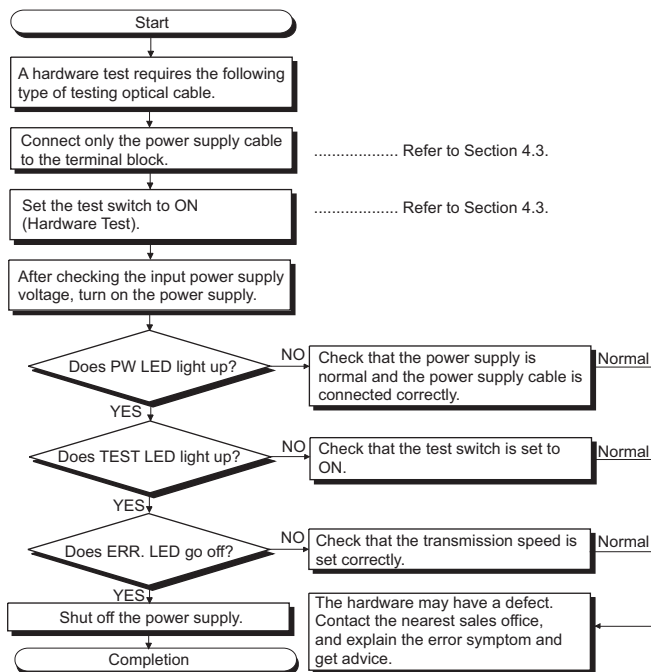 Start
A hardware test requires the following
type of testing optical cable.
Connect only the power supply cable
to the terminal block.
................... Refer to Section 4.3.
Set the test switch to ON
(Hardware Test).
................... Refer to Section 4.3.
After checking the input power supply
voltage, turn on the power supply.
Does PW LED light up?
NO
Check that the power supply is
normal and the power supply cable is
connected correctly.
Normal
YES
Does TEST LED light up?
NO
Check that the test switch is set to
ON.
Normal
YES
Does ERR. LED go off?
NO
Check that the transmission speed is
set correctly.
Normal
YES
Shut off the power supply.
The hardware may have a defect.
Contact the nearest sales office,
and explain the error symptom and
get advice.
Completion